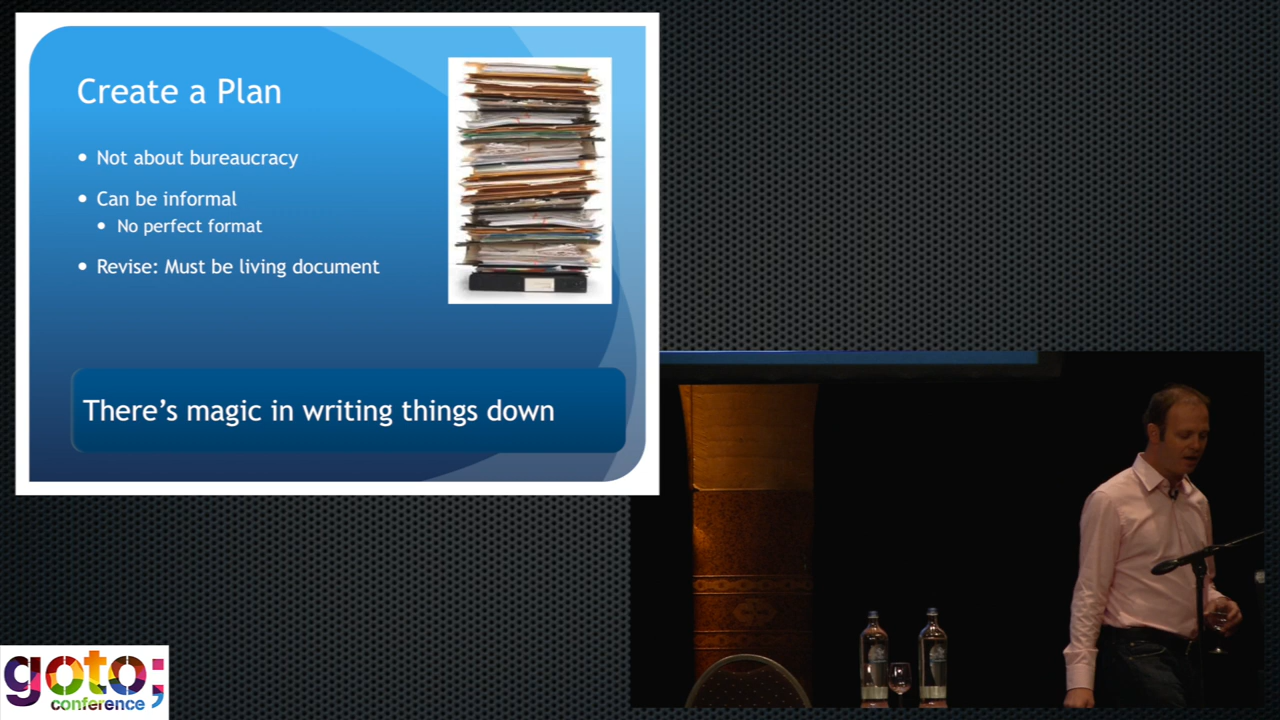 Create a Plan
Not about bureaucracy
Can be informal
No perfect format
Revise: Must be living document
There's magic in writing things down
goto;
conference